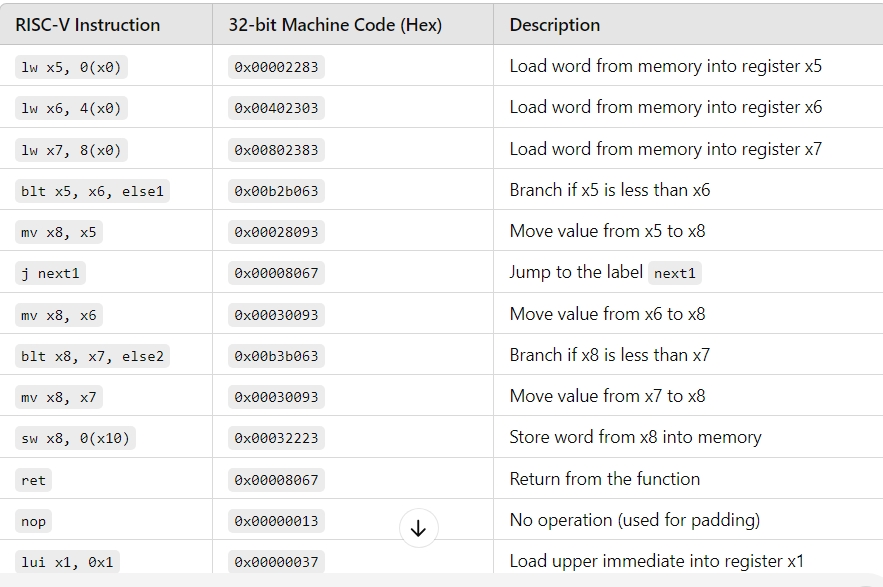 RISC-V Instruction 32-bit Machine Code (Hex) Description
lw x5, 0(x0) 0x00002283 Load word from memory into register x5
lw x6, 4(x0) 0x00402303 Load word from memory into register x6
lw x7, 8(x0) 0x00802383 Load word from memory into register x7
blt x5, x6, else1 0x00b2b063 Branch if x5 is less than x6
mv x8, x5 0x00028093 Move value from x5 to x8
j next1 0x00008067 Jump to the label next1
mv x8, x6 0x00030093 Move value from x6 to x8
blt x8, x7, else2 0x00b3b063 Branch if x8 is less than x7
mv x8, x7 0x00030093 Move value from x7 to x8
sw x8, 0(x10) 0x00032223 Store word from x8 into memory
ret 0x00008067 Return from the function
nop 0x00000013 No operation (used for padding)
lui x1, 0x1 0x00000037 Load upper immediate into register x1